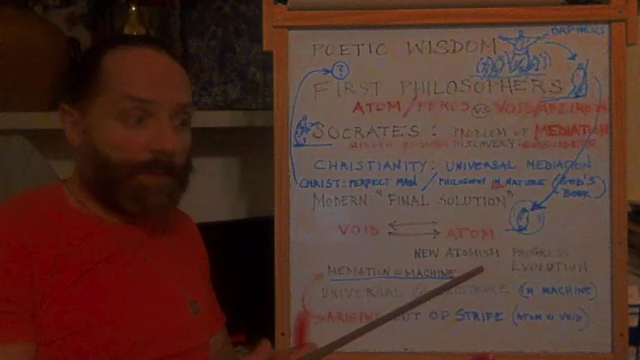 POETIC WISDOM
ORPHEUS
FIRST PHILOSOPHERS
ATOM/PERAS VS VOID/APEIRON
SOCRATES: PROBLEM OF MEDIATION
CHRISTIANITY: UNIVERSAL MEDIATION
CHRIST: PERFECT MAN / PHILOSOPHY IN NATURE (GOD'S BOOK)
MODERN "FINAL SOLUTION"
VOID ATOM
NEW ATOMISM PROGRESS
EVOLUTION
MEDIATION = MACHINE
UNIVERSAL (IN MACHINE)
ARISING OUT OF STRIFE (ATOM & VOID)